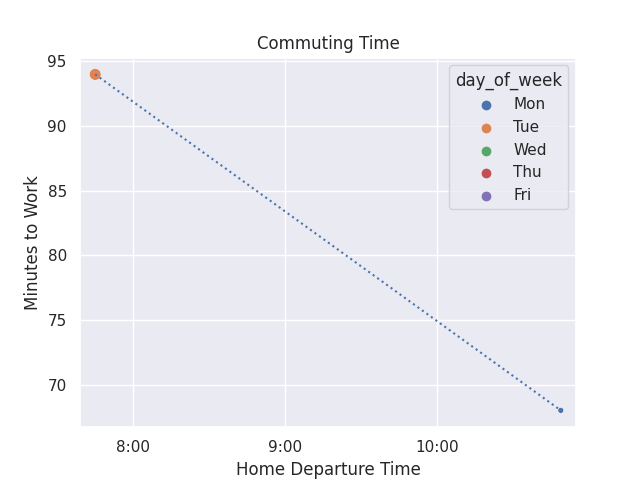 Commuting Time
95
90
85
80
75
70
Minutes to Work
day_of_week
Mon
Tue
Wed
Thu
Fri
8:00 9:00 10:00
Home Departure Time